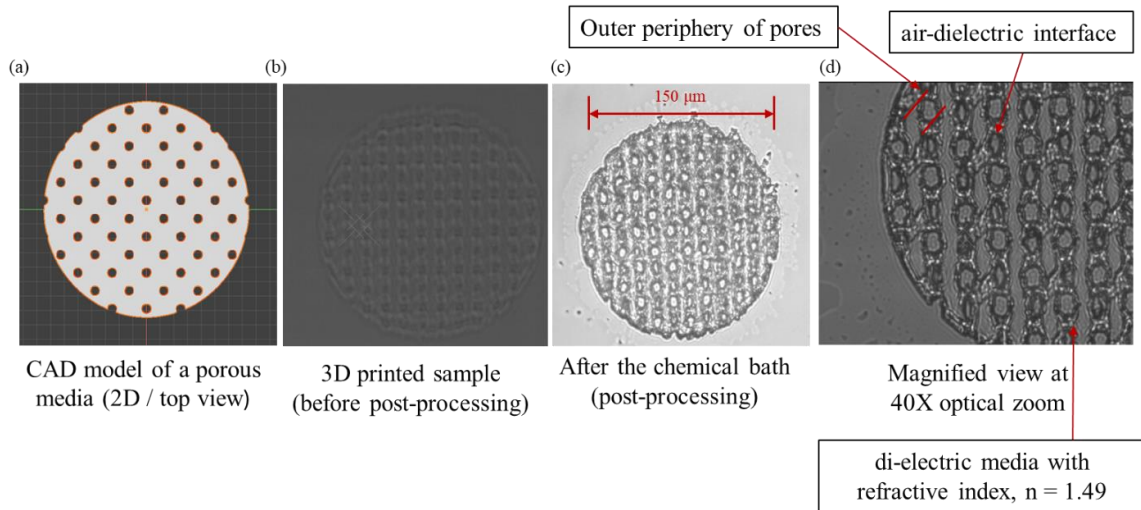 Outer periphery of pores
air-dielectric interface
(a)
(b)
(c)
(d)
150 μm
CAD model of a porous
media (2D / top view)
3D printed sample
(before post-processing)
After the chemical bath
(post-processing)
Magnified view at
40X optical zoom
di-electric media with
refractive index, n = 1.49